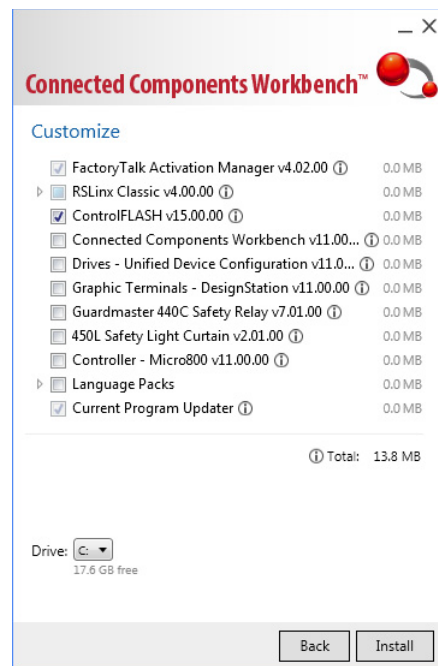 Connected Components Workbench™
Customize
FactoryTalk Activation Manager v4.02.00 0.0 MB
RSLinx Classic v4.00.00 0.0 MB
ControlFLASH v15.00.00 0.0 MB
Connected Components Workbench v11.00... 0.0 MB
Drives - Unified Device Configuration v11.0... 0.0 MB
Graphic Terminals - DesignStation v11.00.00 0.0 MB
Guardmaster 440C Safety Relay v7.01.00 0.0 MB
450L Safety Light Curtain v2.01.00 0.0 MB
Controller - Micro800 v11.00.00 0.0 MB
Language Packs 0.0 MB
Current Program Updater 0.0 MB
Total: 13.8 MB
Drive: C:
17.6 GB free
Back Install